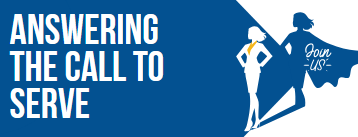 ANSWERING
THE CALL TO
SERVE
Join
-US-